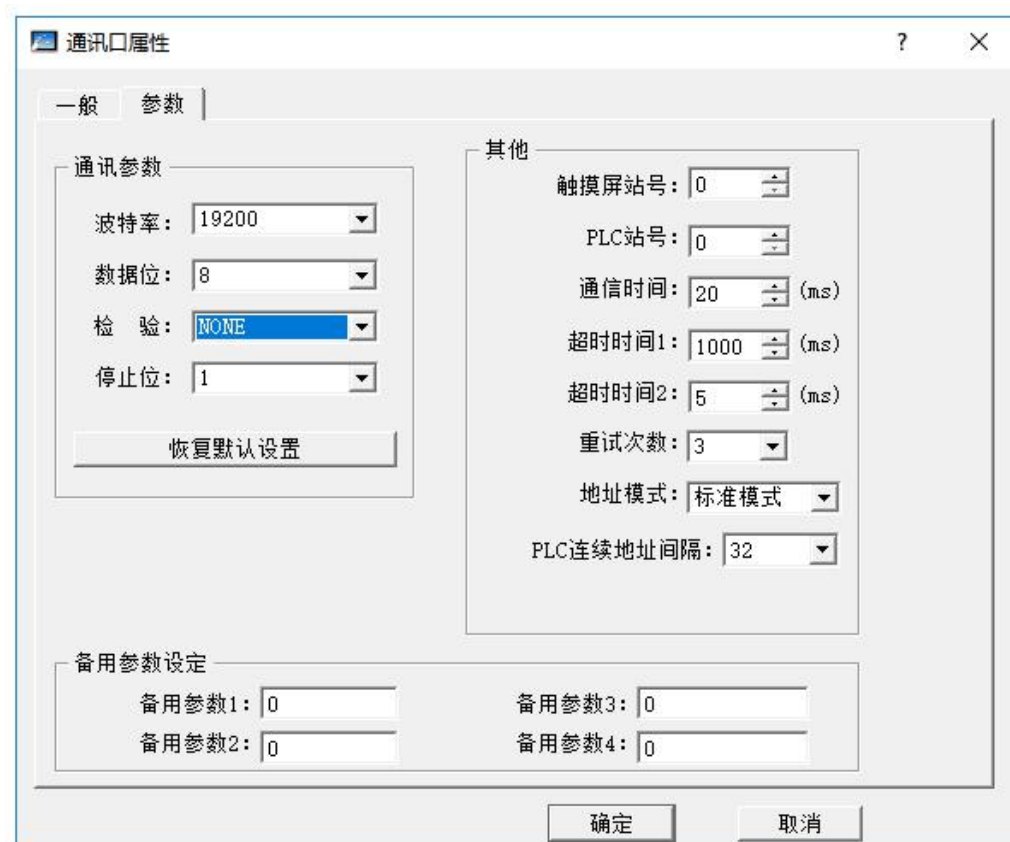 通讯口属性
?
一般
参数
通讯参数
波特率: 19200
数据位: 8
检 验: NONE
停止位: 1
恢复默认设置
其他
触摸屏站号: 0
PLC站号: 0
通信时间: 20 (ms)
超时时间1: 1000 (ms)
超时时间2: 5 (ms)
重试次数: 3
地址模式: 标准模式
PLC连续地址间隔: 32
备用参数设定
备用参数1: 0
备用参数2: 0
备用参数3: 0
备用参数4: 0
确定
取消